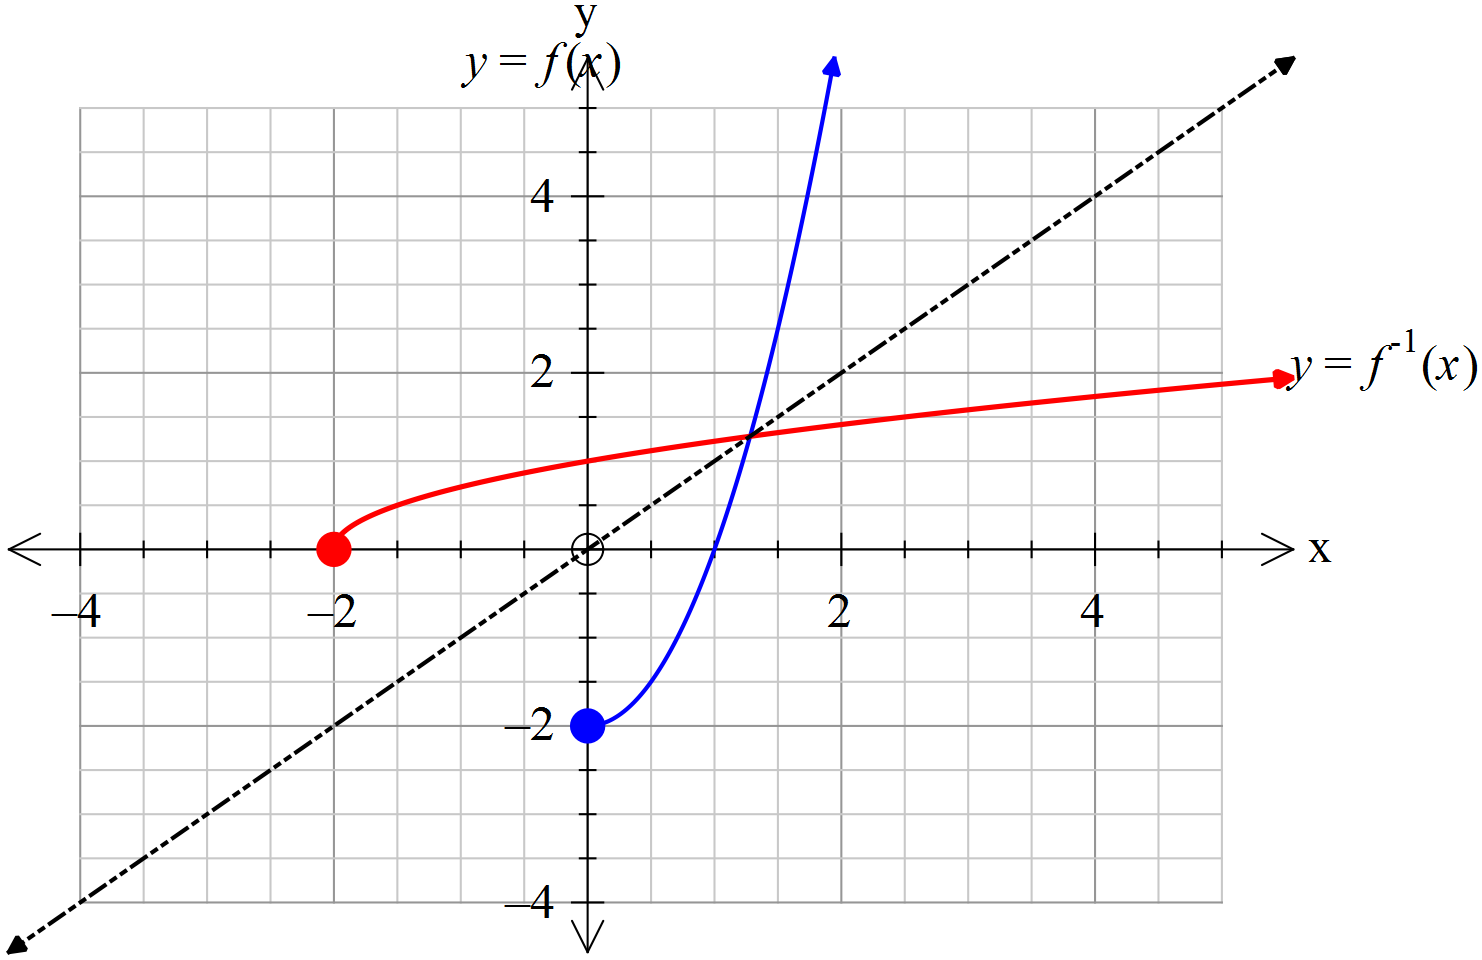 y
y = f(x)
4
2
y = f⁻¹(x)
x
–4
–2
2
4
–2
–4